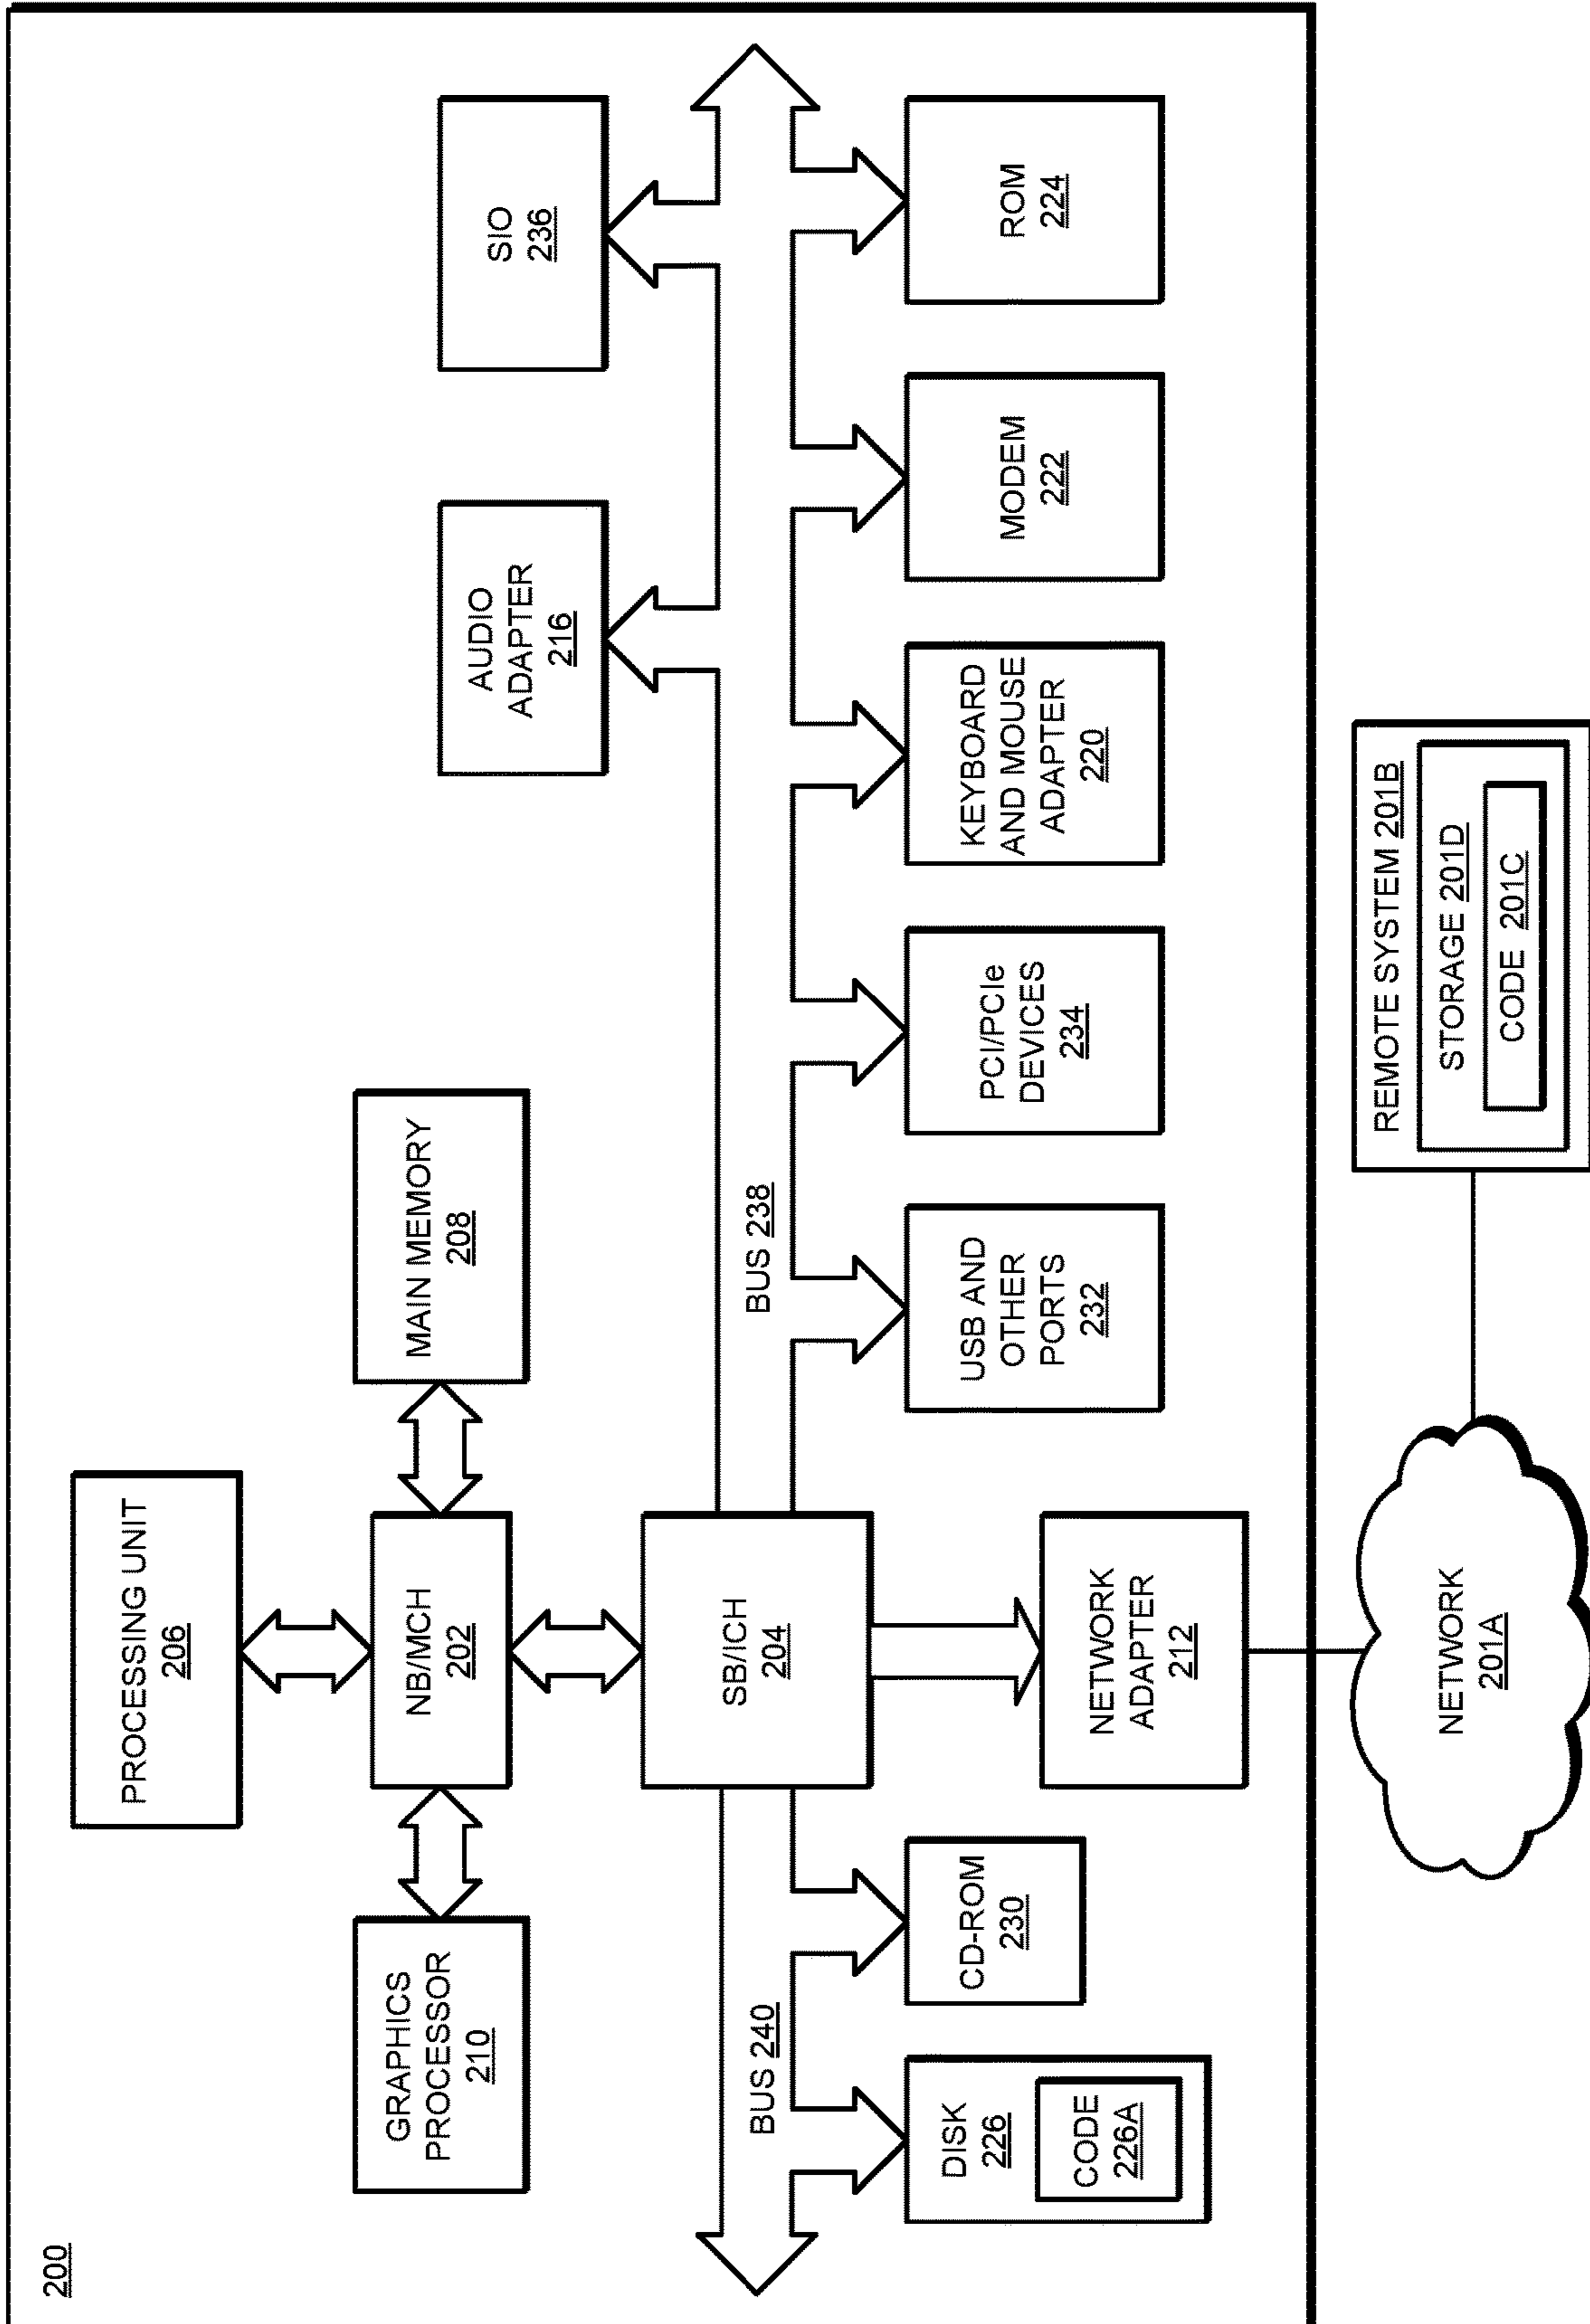 200
PROCESSING UNIT
206
GRAPHICS
PROCESSOR
210
NB/MCH
202
MAIN MEMORY
208
AUDIO
ADAPTER
216
SIO
236
SB/ICH
204
BUS 240
BUS 238
DISK
226
CODE
226A
CD-ROM
230
NETWORK
ADAPTER
212
USB AND
OTHER
PORTS
232
PCI/PCIe
DEVICES
234
KEYBOARD
AND MOUSE
ADAPTER
220
MODEM
222
ROM
224
NETWORK
201A
REMOTE SYSTEM 201B
STORAGE 201D
CODE 201C